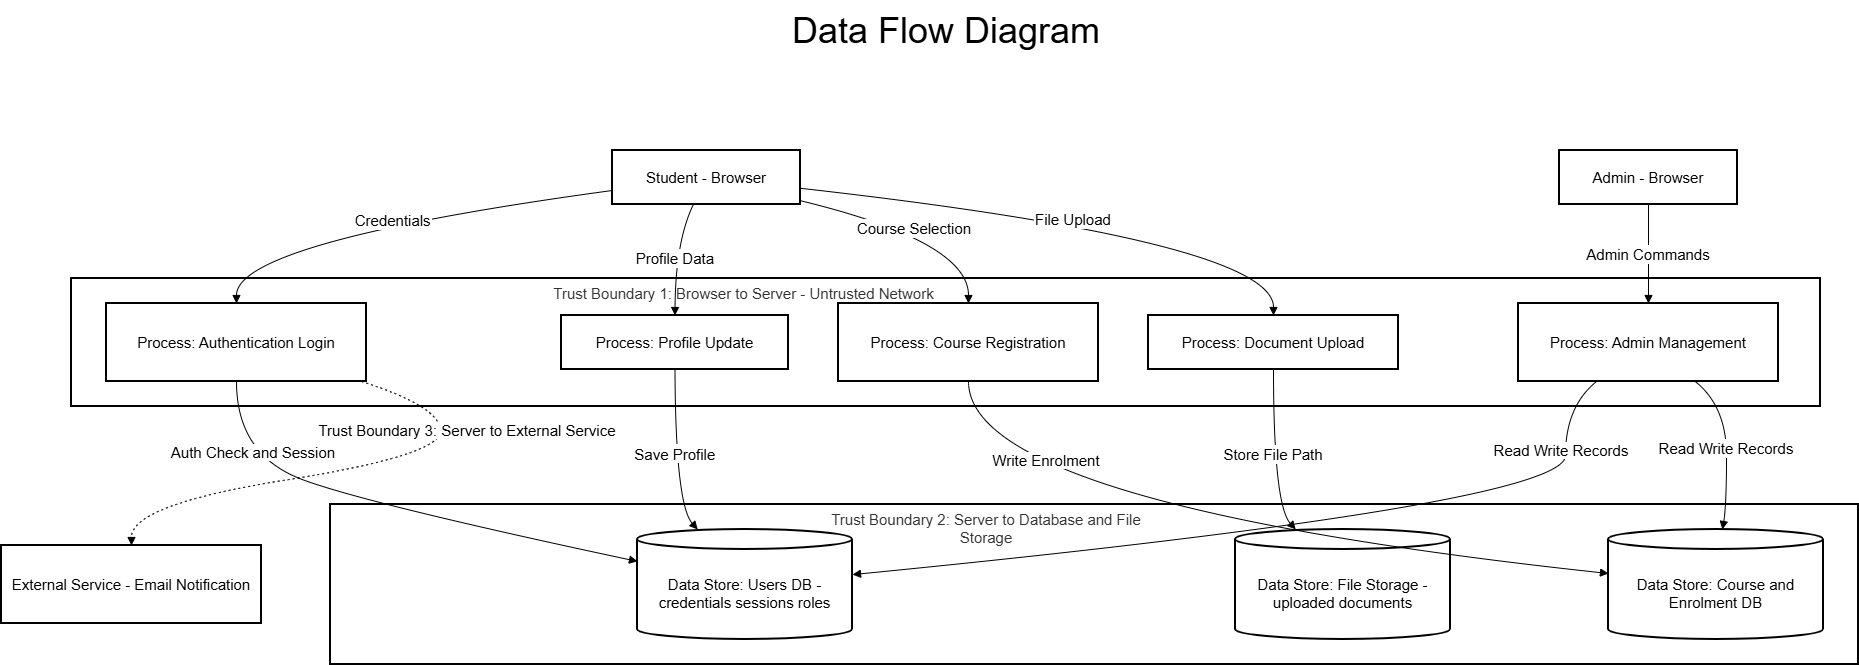 Data Flow Diagram
Student - Browser
Admin - Browser
Credentials
File Upload
Course Selection
Profile Data
Admin Commands
Trust Boundary 1: Browser to Server - Untrusted Network
Process: Authentication Login
Process: Profile Update
Process: Course Registration
Process: Document Upload
Process: Admin Management
Trust Boundary 3: Server to External Service
Auth Check and Session
Save Profile
Write Enrolment
Store File Path
Read Write Records
Read Write Records
Trust Boundary 2: Server to Database and File
Storage
External Service - Email Notification
Data Store: Users DB -
credentials sessions roles
Data Store: File Storage -
uploaded documents
Data Store: Course and
Enrolment DB